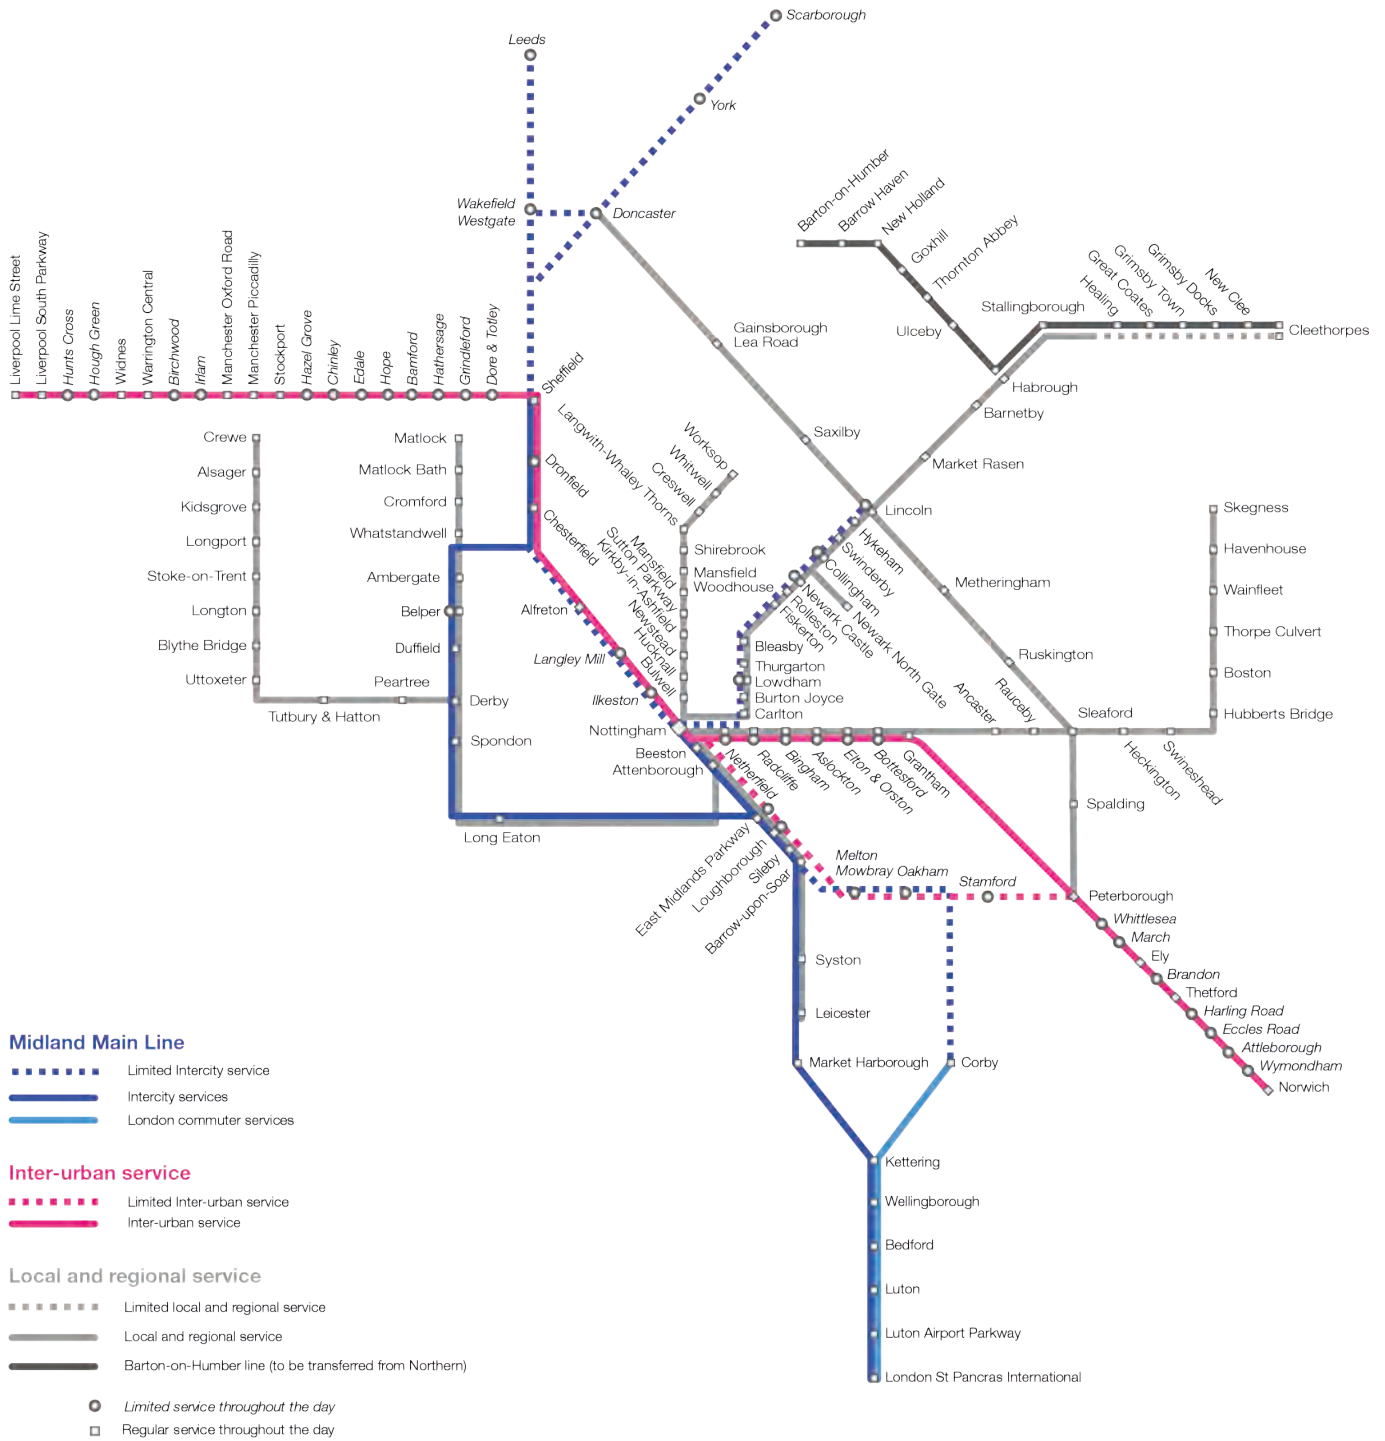 Scarborough
Leeds
York
Wakefield
Westgate
Doncaster
Barton-on-Humber
Barrow Haven
New Holland
Goxhill
Thornton Abbey
Ulceby
Stallingborough
Healing
Great Coates
Grimsby Town
Grimsby Docks
New Clee
Cleethorpes
Habrough
Barnetby
Market Rasen
Gainsborough
Lea Road
Saxilby
Lincoln
Liverpool Lime Street
Liverpool South Parkway
Hunts Cross
Hough Green
Widnes
Warrington Central
Birchwood
Irlam
Manchester Oxford Road
Manchester Piccadilly
Stockport
Hazel Grove
Chinley
Edale
Hope
Bamford
Hathersage
Grindleford
Dore & Totley
Sheffield
Dronfield
Chesterfield
Alfreton
Langley Mill
Ilkeston
Nottingham
Beeston
Attenborough
Crewe
Alsager
Kidsgrove
Longport
Stoke-on-Trent
Longton
Blythe Bridge
Uttoxeter
Tutbury & Hatton
Peartree
Matlock
Matlock Bath
Cromford
Whatstandwell
Ambergate
Belper
Duffield
Derby
Spondon
Long Eaton
Worksop
Whitwell
Creswell
Langwith-Whaley Thorns
Shirebrook
Mansfield
Woodhouse
Mansfield
Sutton Parkway
Kirkby-in-Ashfield
Newstead
Hucknall
Bulwell
Hykeham
Swinderby
Collingham
Newark North Gate
Newark Castle
Rolleston
Fiskerton
Bleasby
Thurgarton
Lowdham
Burton Joyce
Carlton
Metheringham
Ruskington
Sleaford
Rauceby
Ancaster
Skegness
Havenhouse
Wainfleet
Thorpe Culvert
Boston
Hubberts Bridge
Swineshead
Heckington
Spalding
Netherfield
Radcliffe
Bingham
Aslockton
Elton & Orston
Bottesford
Grantham
East Midlands Parkway
Loughborough
Sileby
Barrow-upon-Soar
Melton
Mowbray Oakham
Stamford
Peterborough
Whittlesea
March
Ely
Brandon
Thetford
Harling Road
Eccles Road
Attleborough
Wymondham
Norwich
Syston
Leicester
Market Harborough
Corby
Kettering
Wellingborough
Bedford
Luton
Luton Airport Parkway
London St Pancras International
Midland Main Line
Limited Intercity service
Intercity services
London commuter services
Inter-urban service
Limited Inter-urban service
Inter-urban service
Local and regional service
Limited local and regional service
Local and regional service
Barton-on-Humber line (to be transferred from Northern)
Limited service throughout the day
Regular service throughout the day